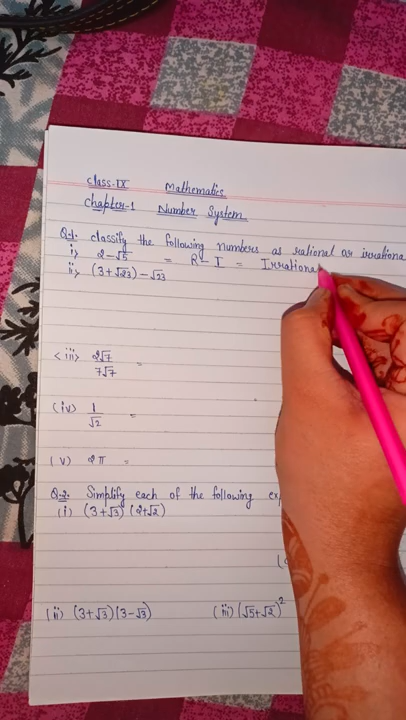 Class-IX Mathematics
Chapter-1 Number System
Q.1. Classify the following numbers as rational or irrationa
i> 2-√5 = R-I = Irrational
ii> (3+√23)-√23
<iii> 2√7/7√7 =
(iv) 1/√2 =
(v) 2π =
Q.2. Simplify each of the following ex
(i) (3+√3)(2+√2)
(ii) (3+√3)(3-√3) (iii) (√5+√2)²